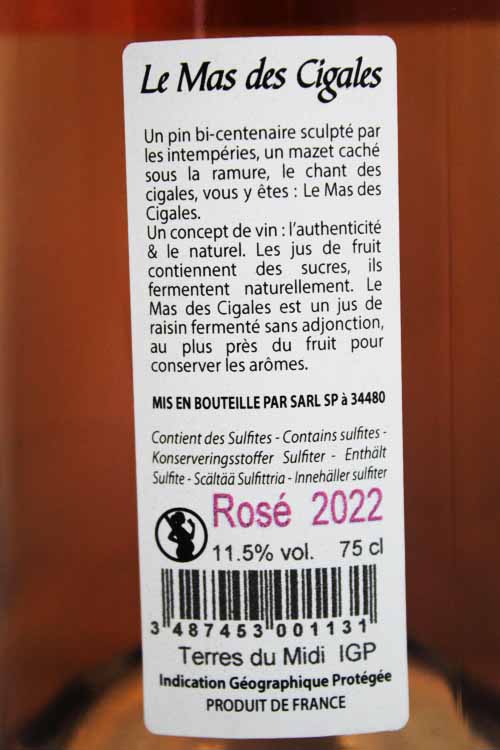 Le Mas des Cigales
Un pin bi-centenaire sculpté par
les intempéries, un mazet caché
sous la ramure, le chant des
cigales, vous y êtes : Le Mas des
Cigales.
Un concept de vin : l'authenticité
& le naturel. Les jus de fruit
contiennent des sucres, ils
fermentent naturellement. Le
Mas des Cigales est un jus de
raisin fermenté sans adjonction,
au plus près du fruit pour
conserver les arômes.
MIS EN BOUTEILLE PAR SARL SP à 34480
Contient des Sulfites - Contains sulfites -
Konserveringsstoffer Sulfiter - Enthält
Sulfite - Scältää Sulfittria - Innehäller sulfiter
Rosé 2022
11.5% vol. 75 cl
3 487453 001131
Terres du Midi IGP
Indication Géographique Protégée
PRODUIT DE FRANCE